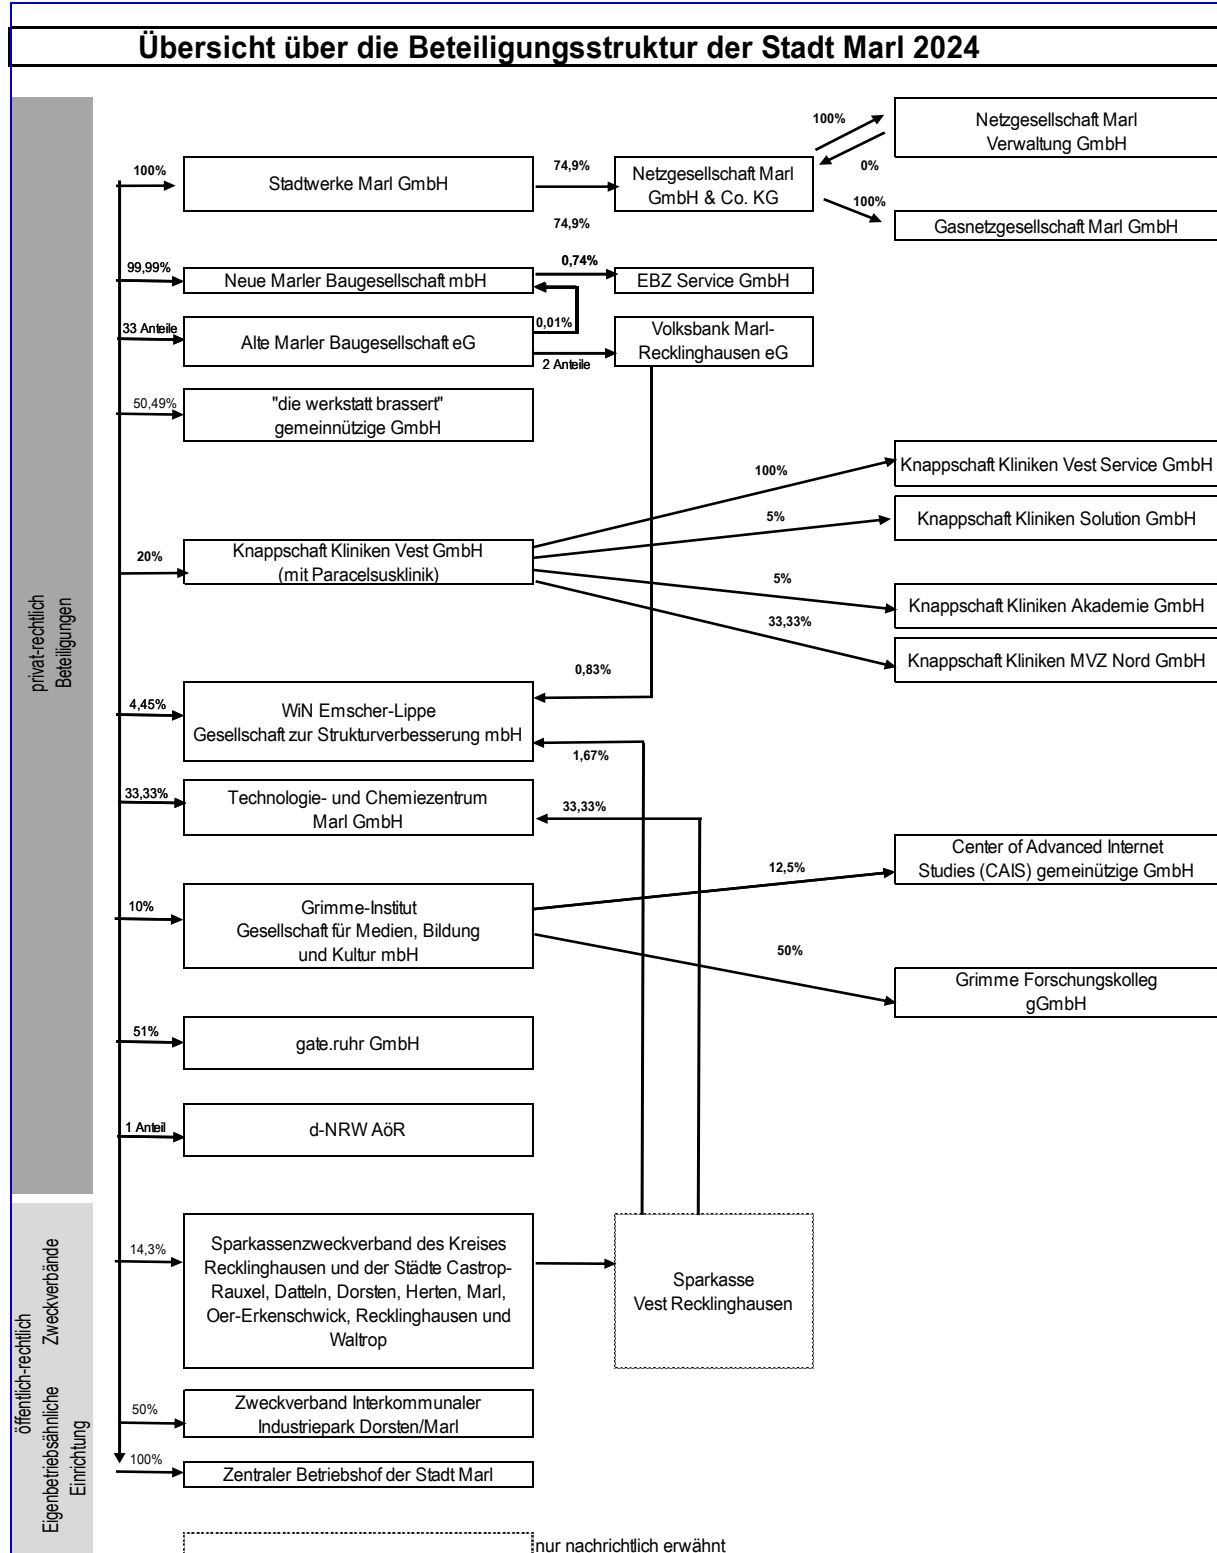 Übersicht über die Beteiligungsstruktur der Stadt Marl 2024
privat-rechtlich
Beteiligungen
100%
Stadtwerke Marl GmbH
74,9%
74,9%
Netzgesellschaft Marl
GmbH & Co. KG
100%
0%
100%
Netzgesellschaft Marl
Verwaltung GmbH
Gasnetzgesellschaft Marl GmbH
99,99%
Neue Marler Baugesellschaft mbH
0,74%
EBZ Service GmbH
33 Anteile
Alte Marler Baugesellschaft eG
0,01%
2 Anteile
Volksbank Marl-
Recklinghausen eG
50,49%
"die werkstatt brassert"
gemeinnützige GmbH
20%
Knappschaft Kliniken Vest GmbH
(mit Paracelsusklinik)
100%
Knappschaft Kliniken Vest Service GmbH
5%
Knappschaft Kliniken Solution GmbH
5%
Knappschaft Kliniken Akademie GmbH
33,33%
Knappschaft Kliniken MVZ Nord GmbH
4,45%
WiN Emscher-Lippe
Gesellschaft zur Strukturverbesserung mbH
0,83%
1,67%
33,33%
Technologie- und Chemiezentrum
Marl GmbH
33,33%
10%
Grimme-Institut
Gesellschaft für Medien, Bildung
und Kultur mbH
12,5%
Center of Advanced Internet
Studies (CAIS) gemeinützige GmbH
50%
Grimme Forschungskolleg
gGmbH
51%
gate.ruhr GmbH
1 Anteil
d-NRW AöR
öffentlich-rechtlich
Eigenbetriebsähnliche
Einrichtung
Zweckverbände
14,3%
Sparkassenzweckverband des Kreises
Recklinghausen und der Städte Castrop-
Rauxel, Datteln, Dorsten, Herten, Marl,
Oer-Erkenschwick, Recklinghausen und
Waltrop
Sparkasse
Vest Recklinghausen
50%
Zweckverband Interkommunaler
Industriepark Dorsten/Marl
100%
Zentraler Betriebshof der Stadt Marl
nur nachrichtlich erwähnt